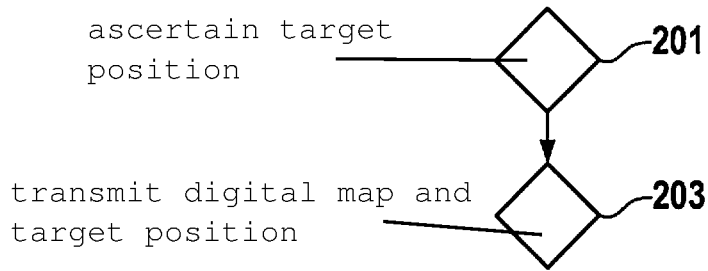 ascertain target
position
201
transmit digital map and
target position
203